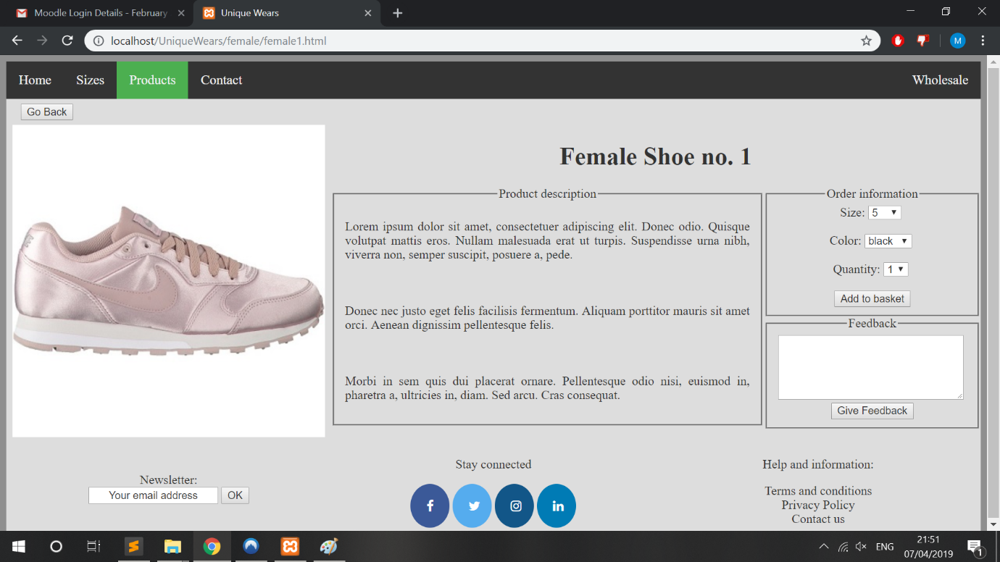 Moodle Login Details - February
Unique Wears
localhost/UniqueWears/female/female1.html
M
Home Sizes Products Contact Wholesale
Go Back
Female Shoe no. 1
Product description
Lorem ipsum dolor sit amet, consectetuer adipiscing elit. Donec odio. Quisque
volutpat mattis eros. Nullam malesuada erat ut turpis. Suspendisse urna nibh,
viverra non, semper suscipit, posuere a, pede.
Donec nec justo eget felis facilisis fermentum. Aliquam porttitor mauris sit amet
orci. Aenean dignissim pellentesque felis.
Morbi in sem quis dui placerat ornare. Pellentesque odio nisi, euismod in,
pharetra a, ultricies in, diam. Sed arcu. Cras consequat.
Order information
Size: 5
Color: black
Quantity: 1
Add to basket
Feedback
Give Feedback
Newsletter:
Your email address OK
Stay connected
Help and information:
Terms and conditions
Privacy Policy
Contact us
ENG
21:51
07/04/2019
1